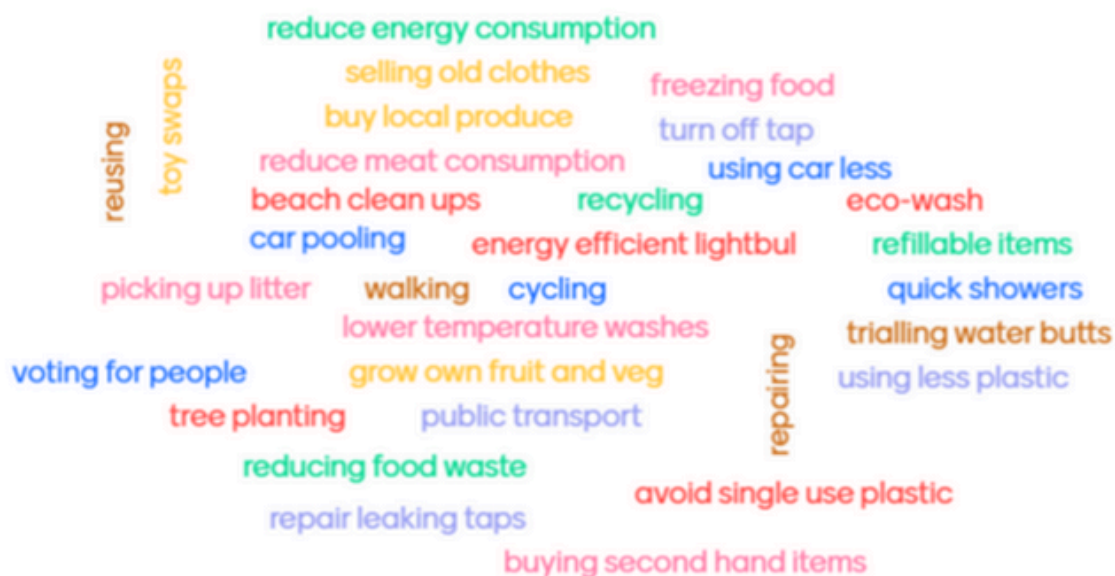 reduce energy consumption
selling old clothes
freezing food
toy swaps
buy local produce
turn off tap
reusing
reduce meat consumption
using car less
beach clean ups
recycling
eco-wash
car pooling
energy efficient lightbul
refillable items
picking up litter
walking
cycling
quick showers
lower temperature washes
trialling water butts
voting for people
grow own fruit and veg
repairing
using less plastic
tree planting
public transport
reducing food waste
avoid single use plastic
repair leaking taps
buying second hand items